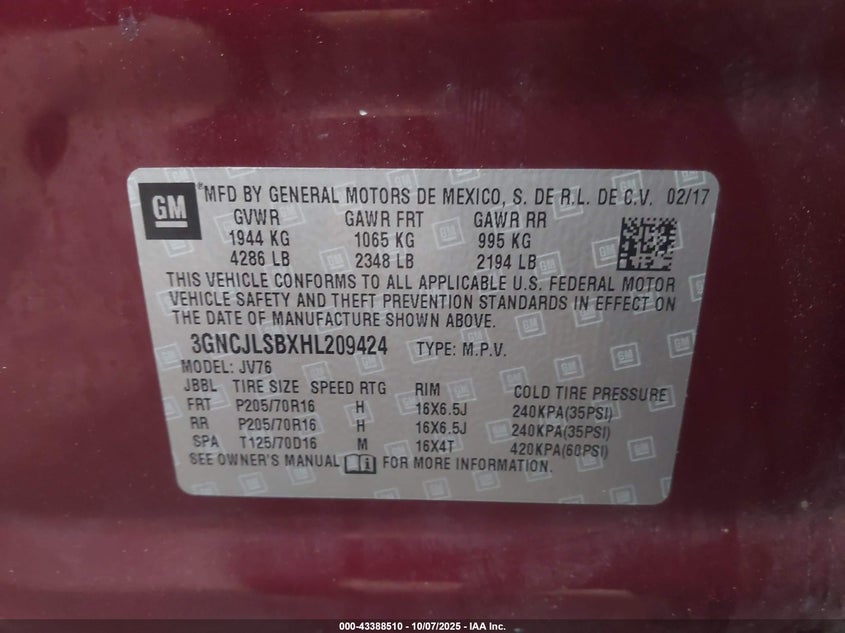 GM ®MFD BY GENERAL MOTORS DE MEXICO, S. DE R.L. DE C.V. 02/17
GVWR GAWR FRT GAWR RR
1944 KG 1065 KG 995 KG
4286 LB 2348 LB 2194 LB
THIS VEHICLE CONFORMS TO ALL APPLICABLE U.S. FEDERAL MOTOR
VEHICLE SAFETY AND THEFT PREVENTION STANDARDS IN EFFECT ON
THE DATE OF MANUFACTURE SHOWN ABOVE.
3GNCJLSBXHL209424 TYPE: M.P.V.
MODEL: JV76
JBBL TIRE SIZE SPEED RTG RIM COLD TIRE PRESSURE
FRT P205/70R16 H 16X6.5J 240KPA(35PSI)
RR P205/70R16 H 16X6.5J 240KPA(35PSI)
SPA T125/70D16 M 16X4T 420KPA(60PSI)
SEE OWNER'S MANUAL FOR MORE INFORMATION.
000-43388510 - 10/07/2025 - IAA Inc.